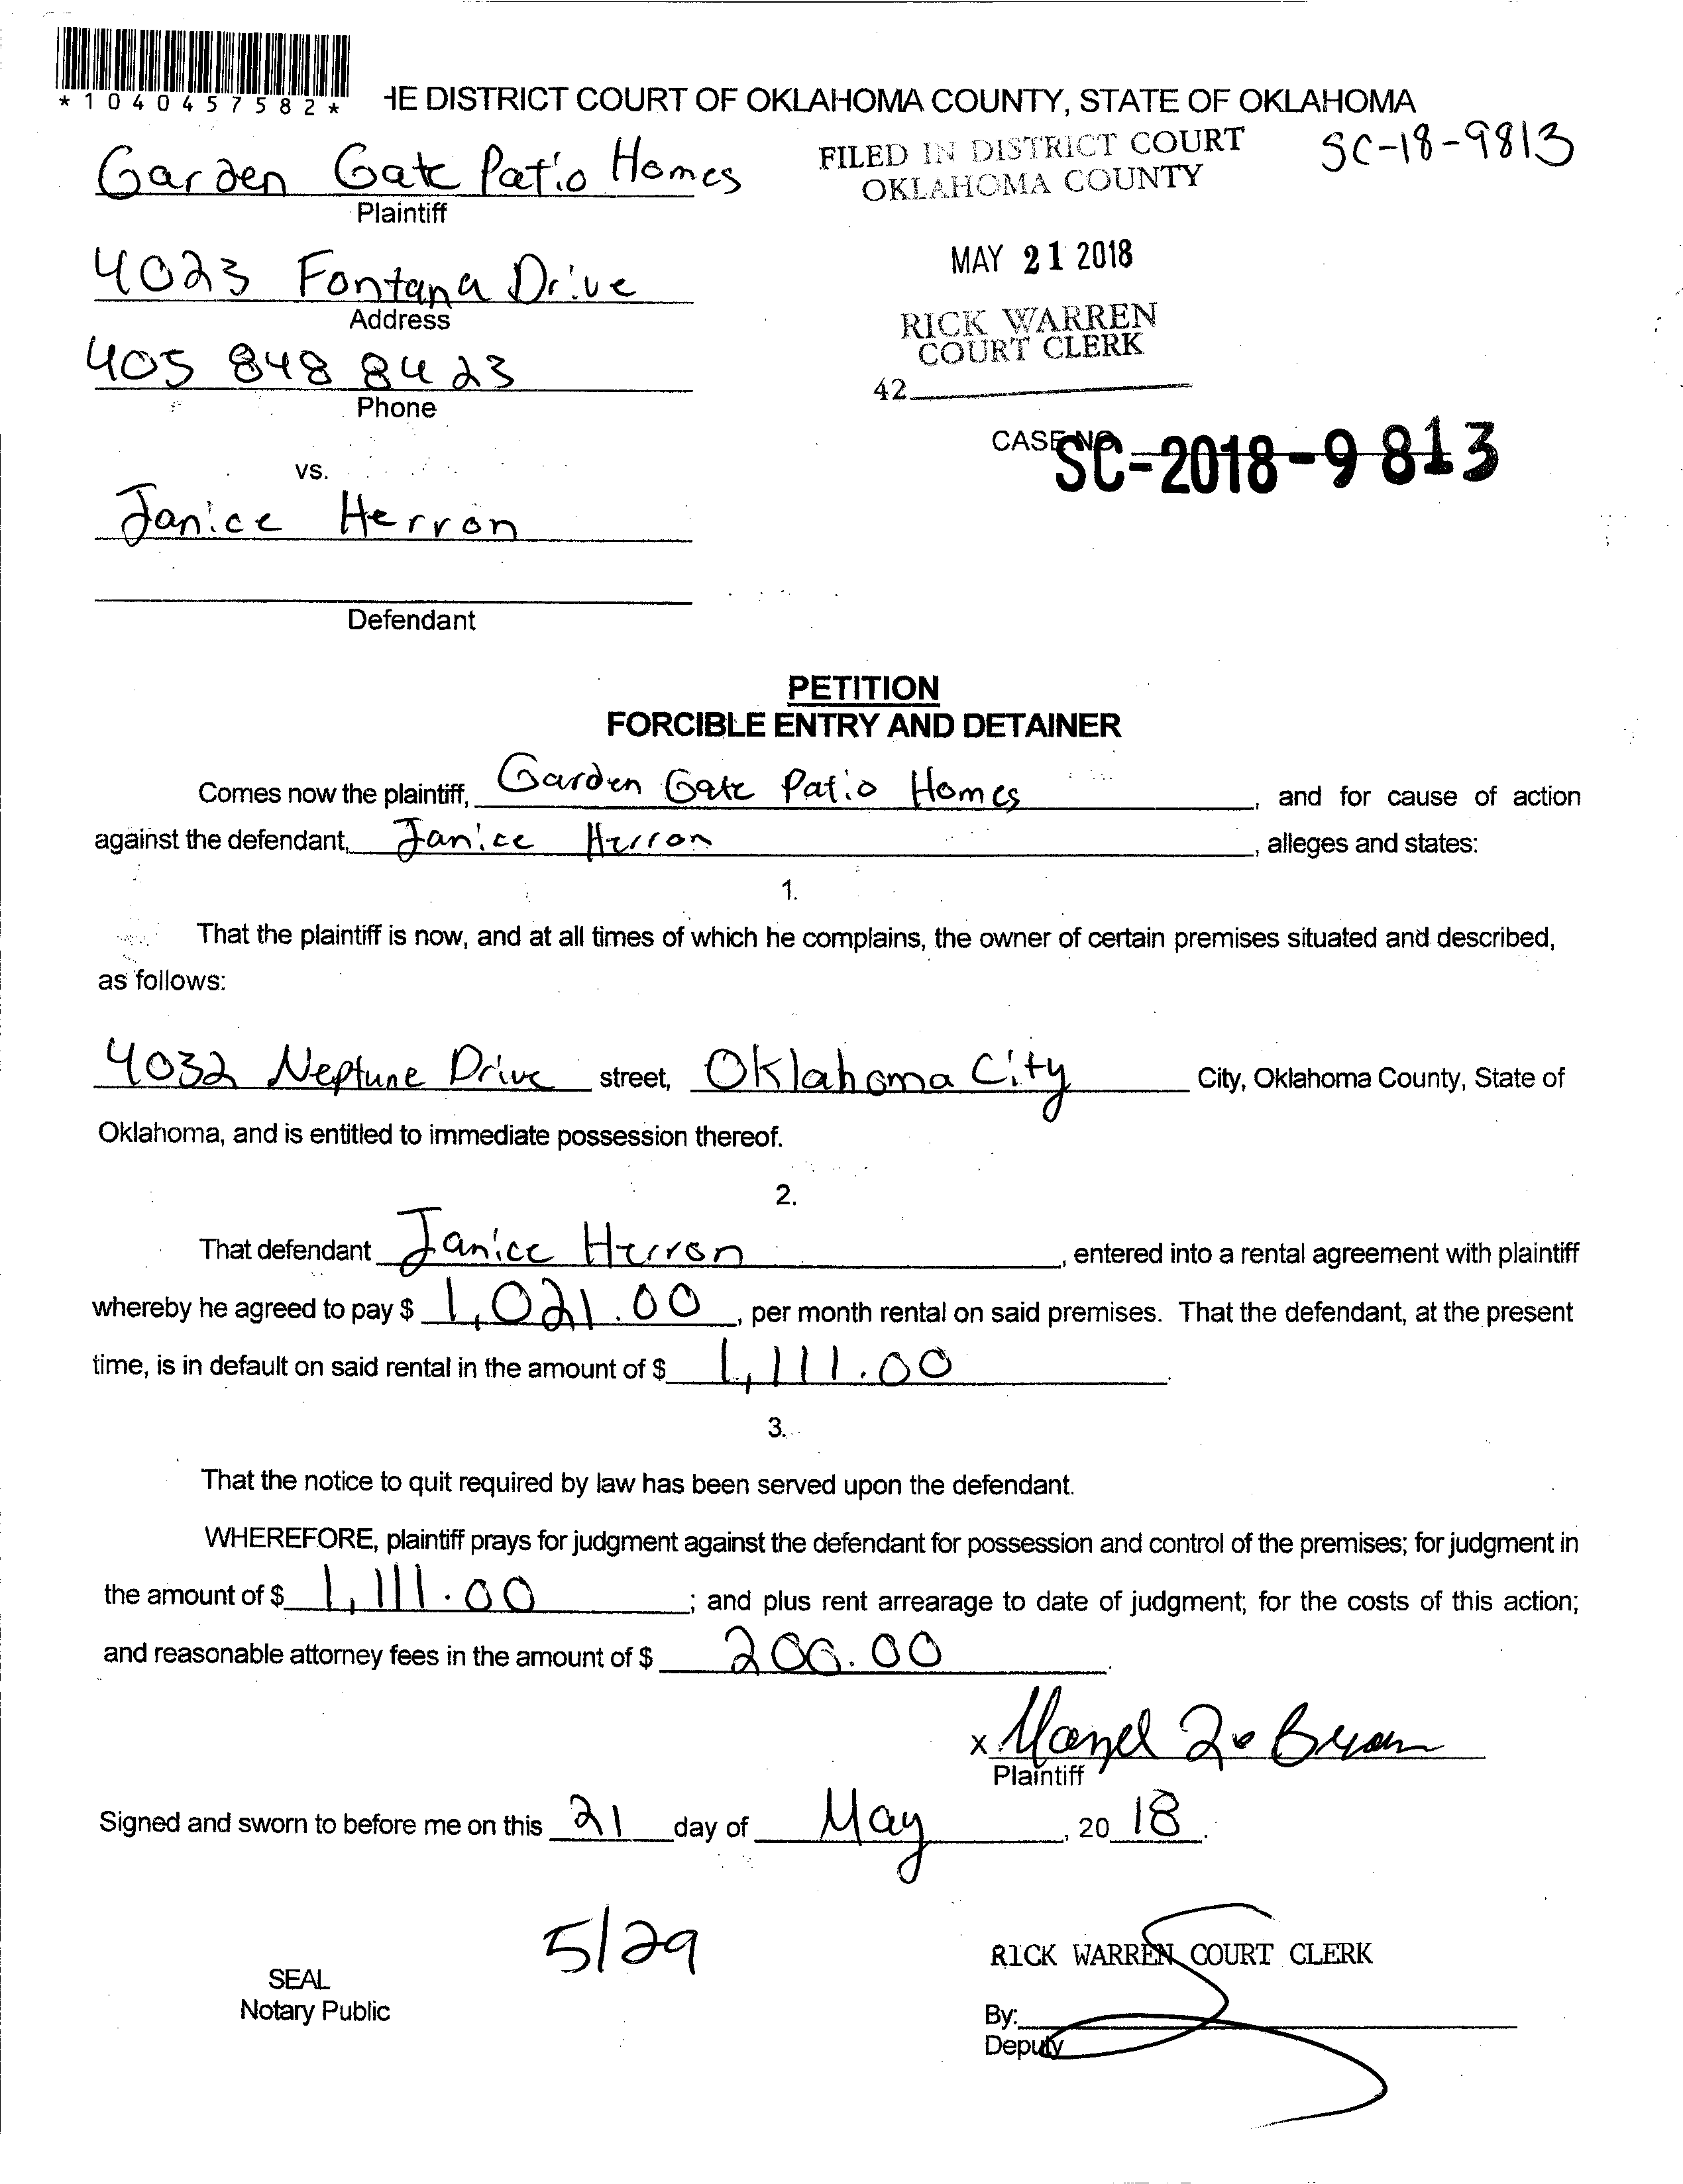 *1040457582*
HE DISTRICT COURT OF OKLAHOMA COUNTY, STATE OF OKLAHOMA
Garden Gate Patio Homes
Plaintiff
FILED IN DISTRICT COURT
OKLAHOMA COUNTY
SC-18-9813
4023 Fontana Drive
Address
MAY 21 2018
405 848 8423
Phone
RICK WARREN
COURT CLERK
42
CASE NO.
SC-2018-9813
vs.
Janice Herron
Defendant
PETITION
FORCIBLE ENTRY AND DETAINER
Comes now the plaintiff, Garden Gate Patio Homes, and for cause of action
against the defendant, Janice Herron, alleges and states:
1.
That the plaintiff is now, and at all times of which he complains, the owner of certain premises situated and described,
as follows:
4032 Neptune Drive street, Oklahoma City City, Oklahoma County, State of
Oklahoma, and is entitled to immediate possession thereof.
2.
That defendant Janice Herron, entered into a rental agreement with plaintiff
whereby he agreed to pay $ 1,021.00, per month rental on said premises. That the defendant, at the present
time, is in default on said rental in the amount of $ 1,111.00.
3.
That the notice to quit required by law has been served upon the defendant.
WHEREFORE, plaintiff prays for judgment against the defendant for possession and control of the premises; for judgment in
the amount of $ 1,111.00; and plus rent arrearage to date of judgment; for the costs of this action;
and reasonable attorney fees in the amount of $ 200.00.
x
Plaintiff
Signed and sworn to before me on this 21 day of May, 20 18.
5/29
SEAL
Notary Public
RICK WARREN COURT CLERK
By:
Deputy